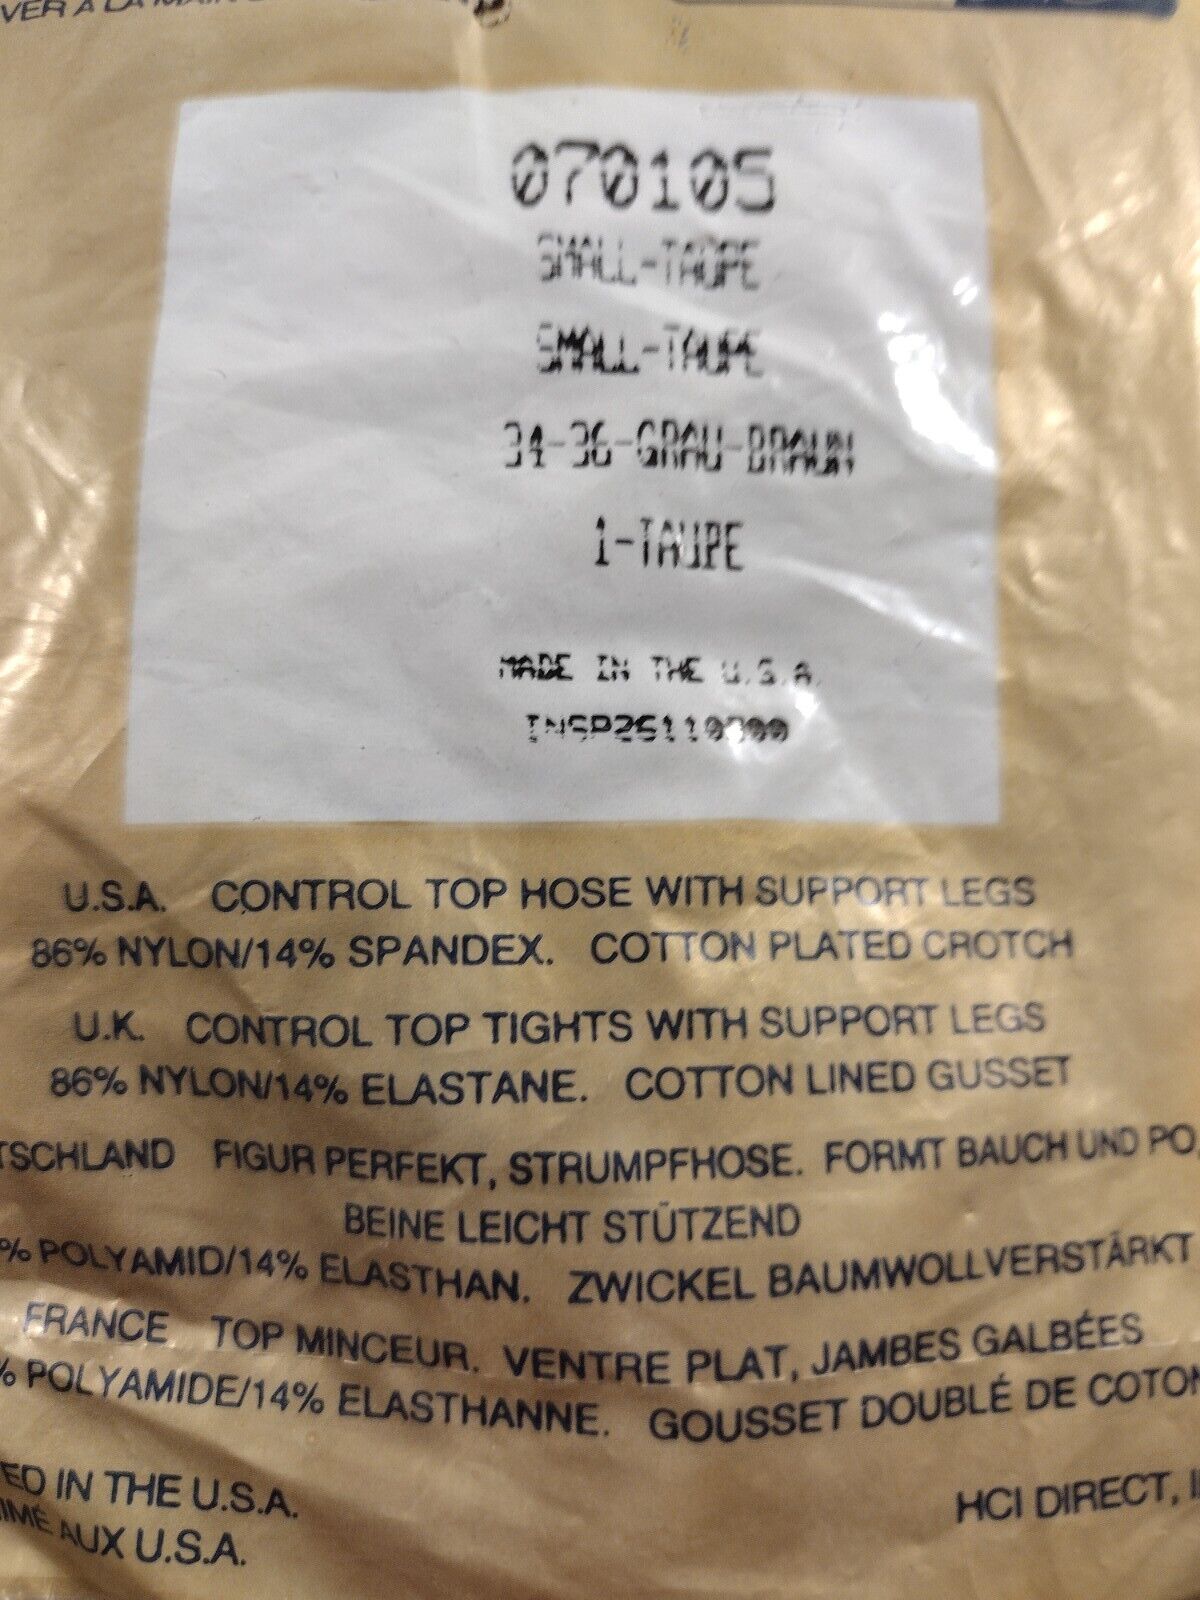 VER À LA MAIN
070105
SMALL-TAUPE
SMALL-TAUPE
34-36-GRAU-BRAUN
1-TAUPE
MADE IN THE U.S.A.
U.S.A. CONTROL TOP HOSE WITH SUPPORT LEGS
86% NYLON/14% SPANDEX. COTTON PLATED CROTCH
U.K. CONTROL TOP TIGHTS WITH SUPPORT LEGS
86% NYLON/14% ELASTANE. COTTON LINED GUSSET
TSCHLAND FIGUR PERFEKT, STRUMPFHOSE. FORMT BAUCH UND PO,
BEINE LEICHT STÜTZEND
% POLYAMID/14% ELASTHAN. ZWICKEL BAUMWOLLVERSTÄRKT
FRANCE TOP MINCEUR. VENTRE PLAT, JAMBES GALBÉES
% POLYAMIDE/14% ELASTHANNE. GOUSSET DOUBLÉ DE COTON
ED IN THE U.S.A. HCI DIRECT, I
IMÉ AUX U.S.A.